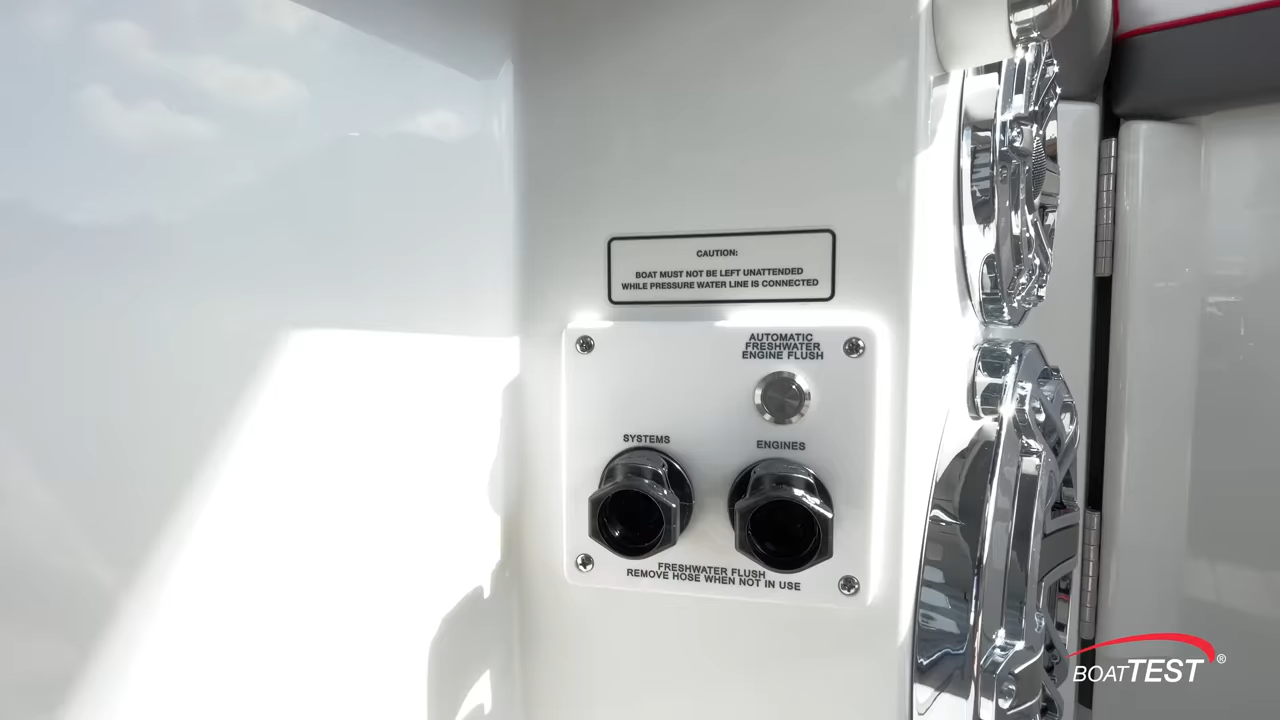 CAUTION:
BOAT MUST NOT BE LEFT UNATTENDED
WHILE PRESSURE WATER LINE IS CONNECTED
AUTOMATIC
FRESHWATER
ENGINE FLUSH
SYSTEMS
ENGINES
FRESHWATER FLUSH
REMOVE HOSE WHEN NOT IN USE
BOATTEST®